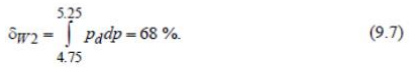 δ_{W2} = ∫_{4.75}^{5.25} p_d dp = 68 %. (9.7)